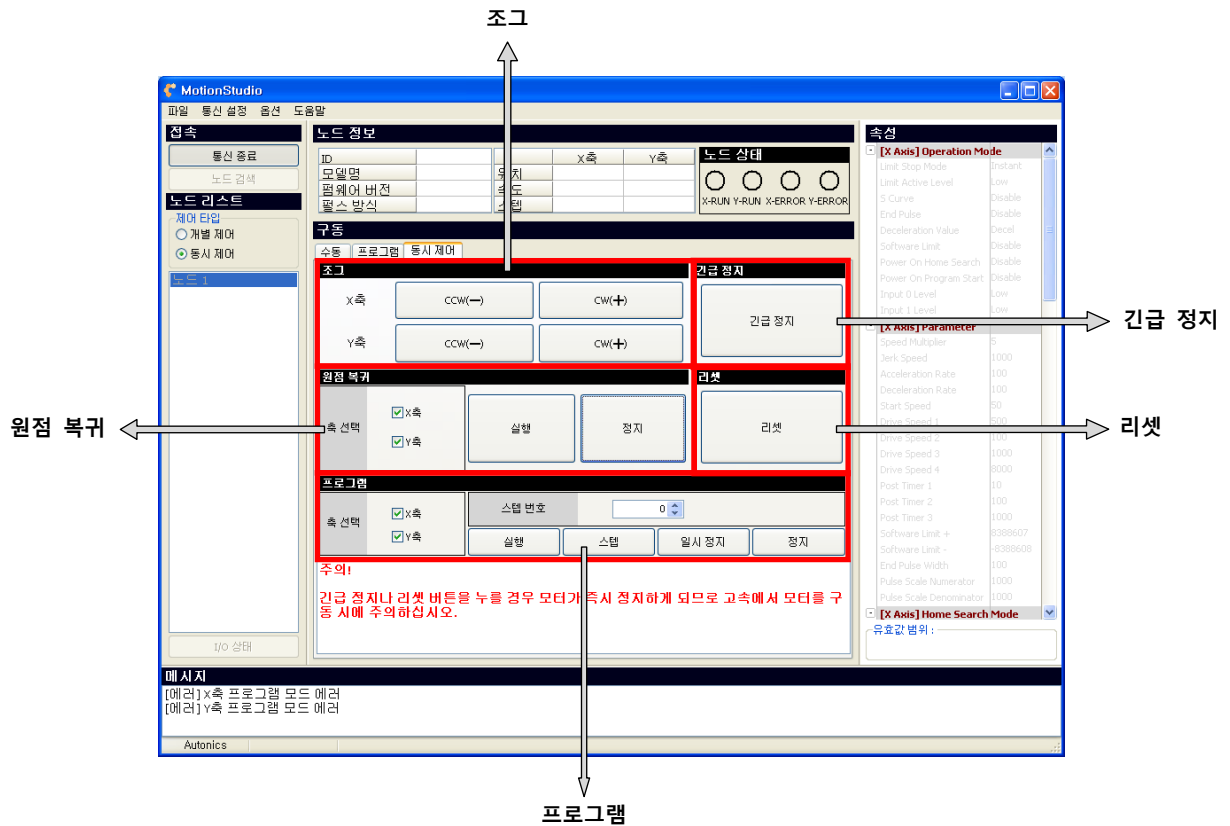 조그
MotionStudio
파일 통신 설정 옵션 도움말
접속
통신 종료
노드 검색
노드 리스트
제어 타입
개별 제어
동시 제어
노드 1
I/O 상태
노드 정보
ID
모델명
펌웨어 버전
펄스 방식
X축 Y축
위치
속도
스텝
노드 상태
X-RUN Y-RUN X-ERROR Y-ERROR
구동
수동 프로그램 동시 제어
조그
X축 CCW(—) CW(+)
Y축 CCW(—) CW(+)
긴급 정지
긴급 정지
원점 복귀
축 선택
X축
Y축
실행 정지
리셋
리셋
프로그램
축 선택
X축
Y축
스텝 번호 0
실행 스텝 일시 정지 정지
주의!
긴급 정지나 리셋 버튼을 누를 경우 모터가 즉시 정지하게 되므로 고속에서 모터를 구
동 시에 주의하십시오.
속성
[X Axis] Operation Mode
Limit Stop Mode Instant
Limit Active Level Low
S Curve Disable
End Pulse Disable
Deceleration Value Decel
Software Limit Disable
Power On Home Search Disable
Power On Program Start Disable
Input 0 Level Low
Input 1 Level Low
[X Axis] Parameter
Speed Multiplier 5
Jerk Speed 1000
Acceleration Rate 100
Deceleration Rate 100
Start Speed 50
Drive Speed 1 500
Drive Speed 2 100
Drive Speed 3 1000
Drive Speed 4 8000
Post Timer 1 10
Post Timer 2 100
Post Timer 3 1000
Software Limit + 8388607
Software Limit - -8388608
End Pulse Width 100
Pulse Scale Numerator 1000
Pulse Scale Denominator 1000
[X Axis] Home Search Mode
유효값 범위 :
긴급 정지
리셋
원점 복귀
메시지
[에러] X축 프로그램 모드 에러
[에러] Y축 프로그램 모드 에러
Autonics
프로그램